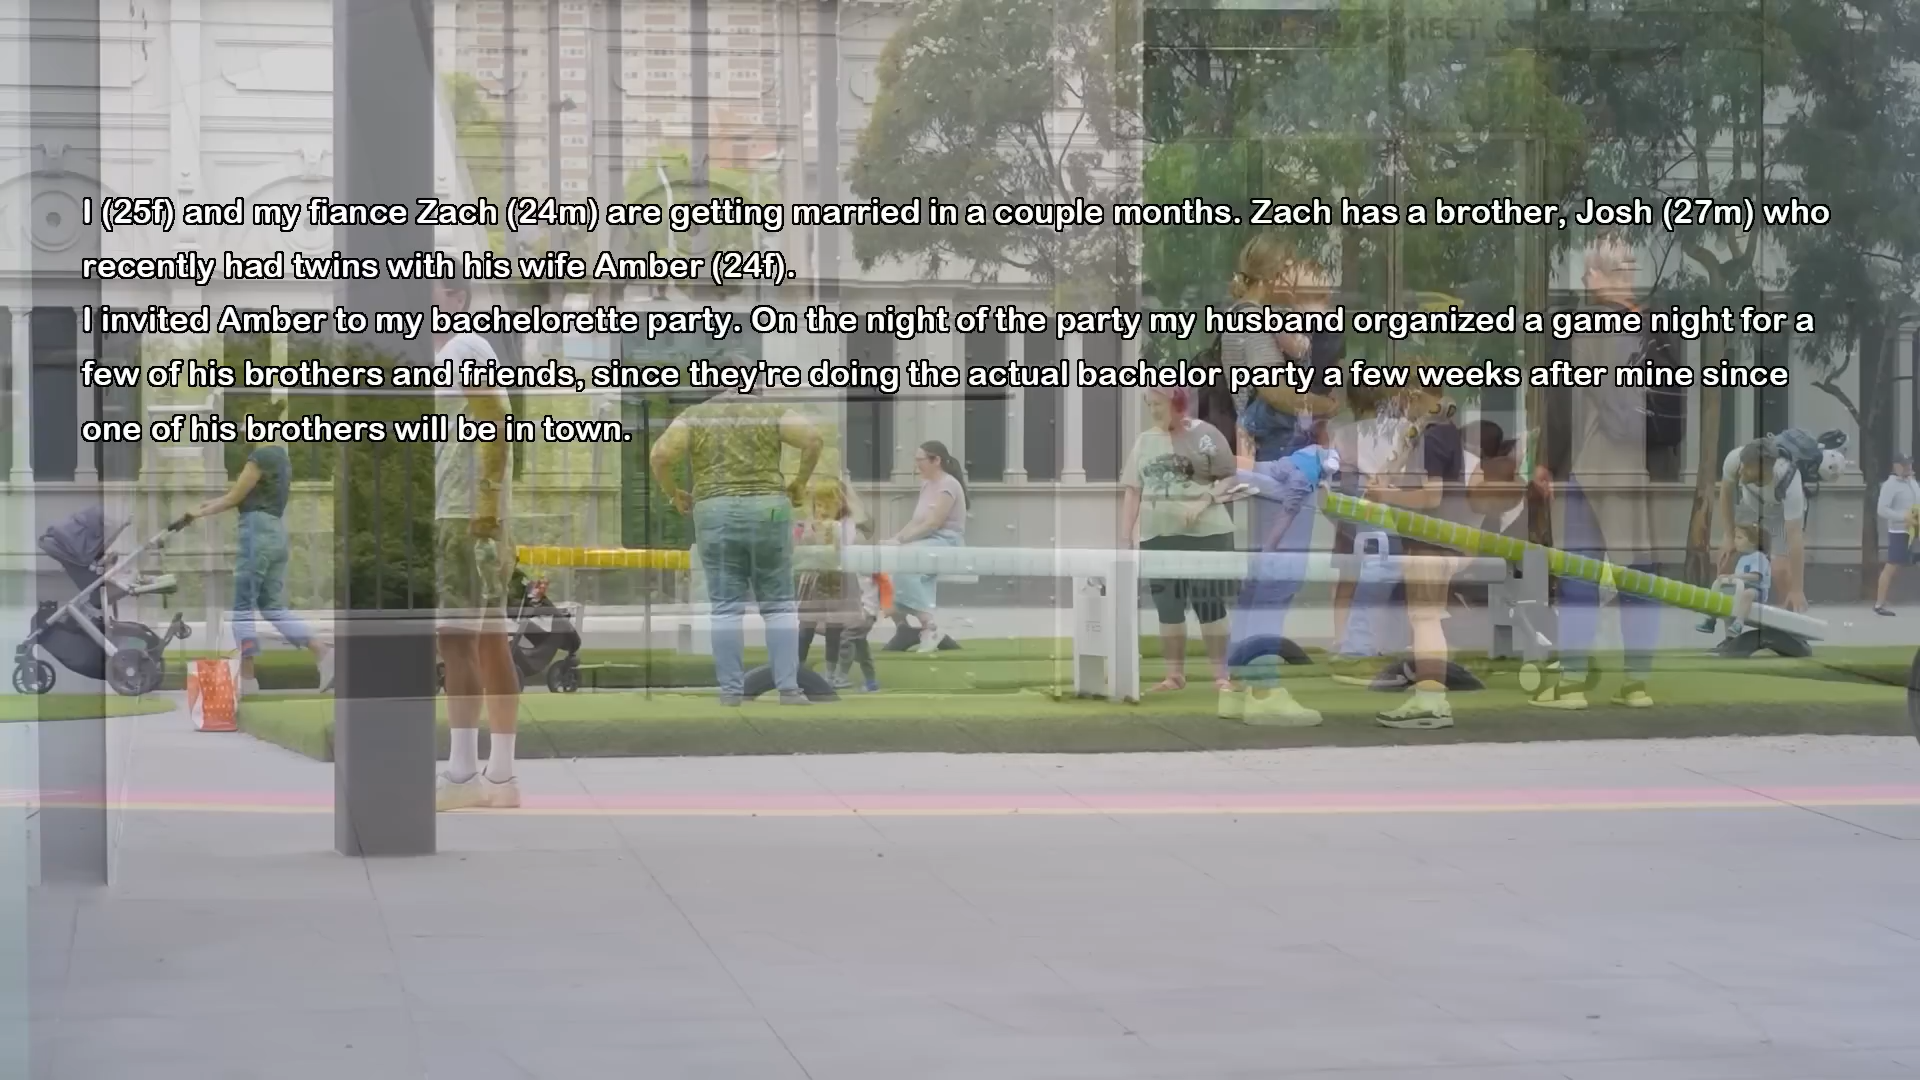 I (25f) and my fiance Zach (24m) are getting married in a couple months. Zach has a brother, Josh (27m) who
recently had twins with his wife Amber (24f).
I invited Amber to my bachelorette party. On the night of the party my husband organized a game night for a
few of his brothers and friends, since they're doing the actual bachelor party a few weeks after mine since
one of his brothers will be in town.